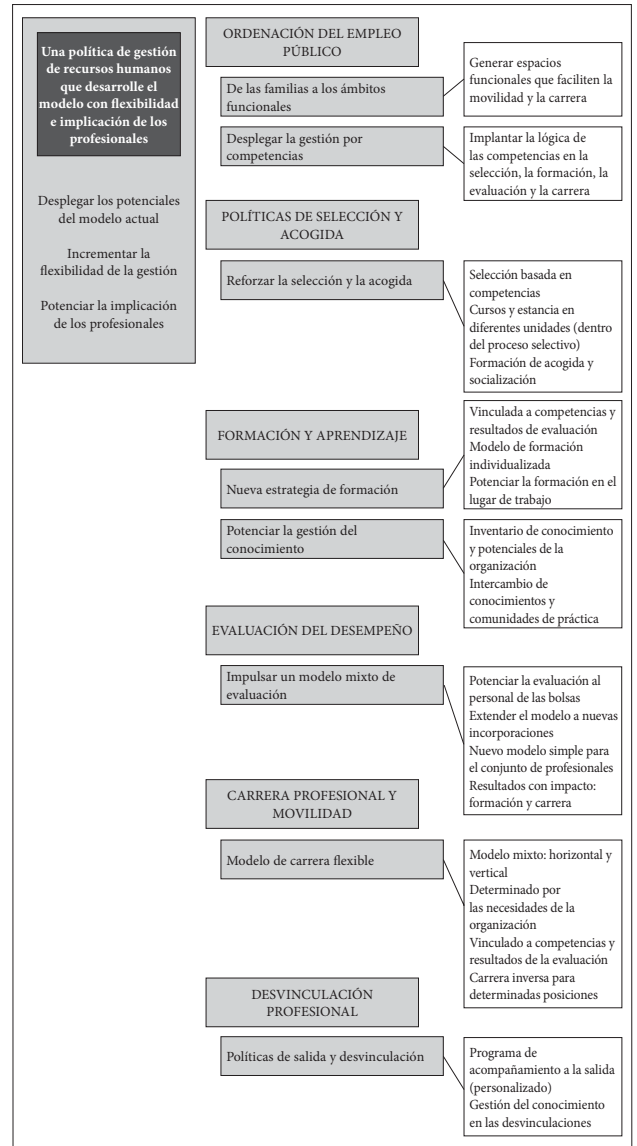 Una política de gestión
de recursos humanos
que desarrolle el
modelo con flexibilidad
e implicación de los
profesionales
Desplegar los potenciales
del modelo actual
Incrementar la
flexibilidad de la gestión
Potenciar la implicación
de los profesionales
ORDENACIÓN DEL EMPLEO
PÚBLICO
De las familias a los ámbitos
funcionales
Generar espacios
funcionales que faciliten la
movilidad y la carrera
Desplegar la gestión por
competencias
Implantar la lógica de
las competencias en la
selección, la formación, la
evaluación y la carrera
POLÍTICAS DE SELECCIÓN Y
ACOGIDA
Reforzar la selección y la acogida
Selección basada en
competencias
Cursos y estancia en
diferentes unidades (dentro
del proceso selectivo)
Formación de acogida y
socialización
FORMACIÓN Y APRENDIZAJE
Nueva estrategia de formación
Vinculada a competencias y
resultados de evaluación
Modelo de formación
individualizada
Potenciar la formación en el
lugar de trabajo
Potenciar la gestión del
conocimiento
Inventario de conocimiento
y potenciales de la
organización
Intercambio de
conocimientos y
comunidades de práctica
EVALUACIÓN DEL DESEMPEÑO
Impulsar un modelo mixto de
evaluación
Potenciar la evaluación al
personal de las bolsas
Extender el modelo a nuevas
incorporaciones
Nuevo modelo simple para
el conjunto de profesionales
Resultados con impacto:
formación y carrera
CARRERA PROFESIONAL Y
MOVILIDAD
Modelo de carrera flexible
Modelo mixto: horizontal y
vertical
Determinado por
las necesidades de la
organización
Vinculado a competencias y
resultados de la evaluación
Carrera inversa para
determinadas posiciones
DESVINCULACIÓN
PROFESIONAL
Políticas de salida y desvinculación
Programa de
acompañamiento a la salida
(personalizado)
Gestión del conocimiento
en las desvinculaciones